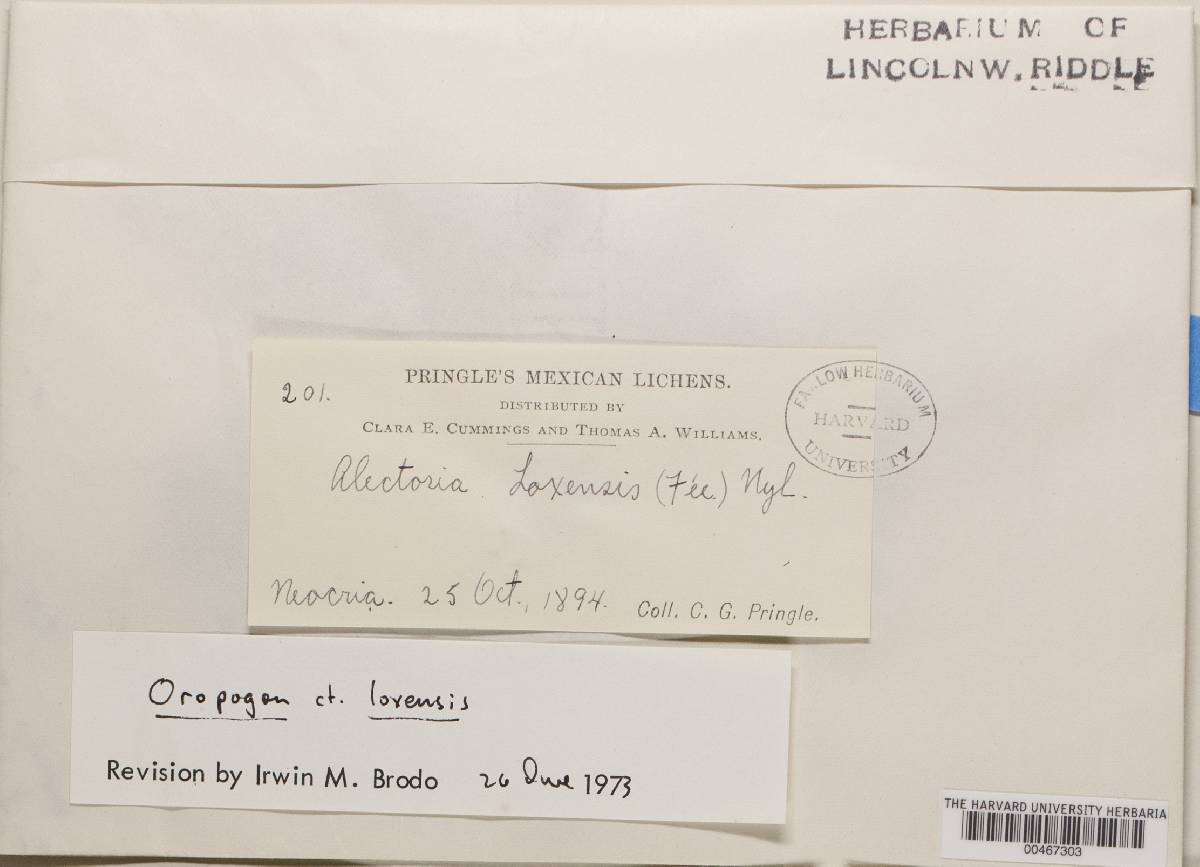 HERBARIUM OF
LINCOLN W. RIDDLE
201.
PRINGLE'S MEXICAN LICHENS.
DISTRIBUTED BY
CLARA E. CUMMINGS AND THOMAS A. WILLIAMS.
FARLOW HERBARIUM
HARVARD
UNIVERSITY
Alectoria Loxensis (Fée.) Nyl.
Neocria. 25 Oct., 1894. Coll. C. G. Pringle.
Oropogon cf. loxensis
Revision by Irwin M. Brodo 26 June 1973
THE HARVARD UNIVERSITY HERBARIA
00467303